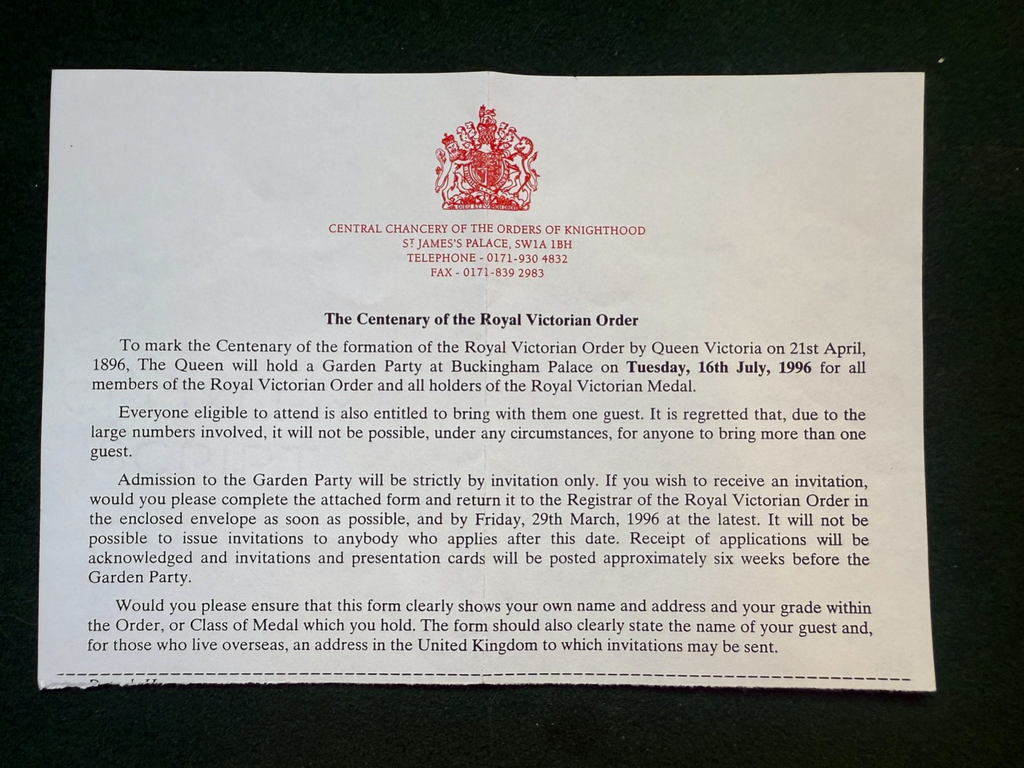 CENTRAL CHANCERY OF THE ORDERS OF KNIGHTHOOD
ST JAMES'S PALACE, SW1A 1BH
TELEPHONE - 0171-930 4832
FAX - 0171-839 2983
The Centenary of the Royal Victorian Order
To mark the Centenary of the formation of the Royal Victorian Order by Queen Victoria on 21st April,
1896, The Queen will hold a Garden Party at Buckingham Palace on Tuesday, 16th July, 1996 for all
members of the Royal Victorian Order and all holders of the Royal Victorian Medal.
Everyone eligible to attend is also entitled to bring with them one guest. It is regretted that, due to the
large numbers involved, it will not be possible, under any circumstances, for anyone to bring more than one
guest.
Admission to the Garden Party will be strictly by invitation only. If you wish to receive an invitation,
would you please complete the attached form and return it to the Registrar of the Royal Victorian Order in
the enclosed envelope as soon as possible, and by Friday, 29th March, 1996 at the latest. It will not be
possible to issue invitations to anybody who applies after this date. Receipt of applications will be
acknowledged and invitations and presentation cards will be posted approximately six weeks before the
Garden Party.
Would you please ensure that this form clearly shows your own name and address and your grade within
the Order, or Class of Medal which you hold. The form should also clearly state the name of your guest and,
for those who live overseas, an address in the United Kingdom to which invitations may be sent.